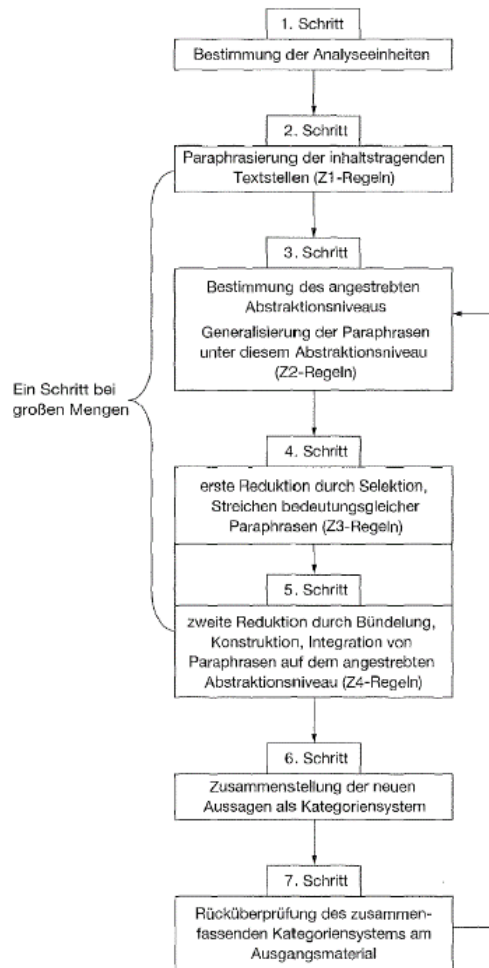 1. Schritt
Bestimmung der Analyseeinheiten
2. Schritt
Paraphrasierung der inhaltstragenden
Textstellen (Z1-Regeln)
3. Schritt
Bestimmung des angestrebten
Abstraktionsniveaus
Generalisierung der Paraphrasen
unter diesem Abstraktionsniveau
(Z2-Regeln)
Ein Schritt bei
großen Mengen
4. Schritt
erste Reduktion durch Selektion,
Streichen bedeutungsgleicher
Paraphrasen (Z3-Regeln)
5. Schritt
zweite Reduktion durch Bündelung,
Konstruktion, Integration von
Paraphrasen auf dem angestrebten
Abstraktionsniveau (Z4-Regeln)
6. Schritt
Zusammenstellung der neuen
Aussagen als Kategoriensystem
7. Schritt
Rücküberprüfung des zusammen-
fassenden Kategoriensystems am
Ausgangsmaterial